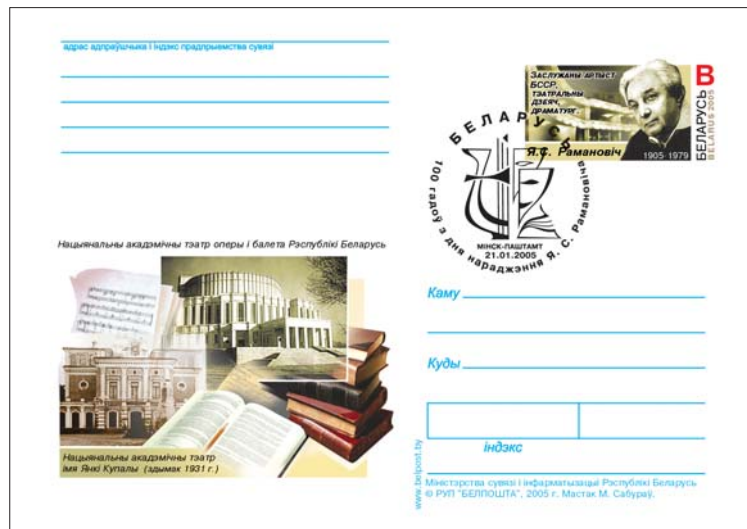 адрас адпраўшчыка і індэкс прадпрыемства сувязі
ЗАСЛУЖАНЫ АРТЫСТ
БССР,
ТЭАТРАЛЬНЫ
ДЗЕЯЧ,
ДРАМАТУРГ.
Я.С. Рамановіч
1905-1979
B
БЕЛАРУСЬ
BELARUS 2005
БЕЛАРУСЬ
100 гадоў з дня нараджэння Я. С. Рамановіча
МІНСК-ПАШТАМТ
21.01.2005
Нацыянальны акадэмічны тэатр оперы і балета Рэспублікі Беларусь
Нацыянальны акадэмічны тэатр
імя Янкі Купалы (здымак 1931 г.)
Каму
Куды
індэкс
www.belpost.by
Міністэрства сувязі і інфарматызацыі Рэспублікі Беларусь
© РУП "БЕЛПОШТА", 2005 г. Мастак М. Сабураў.